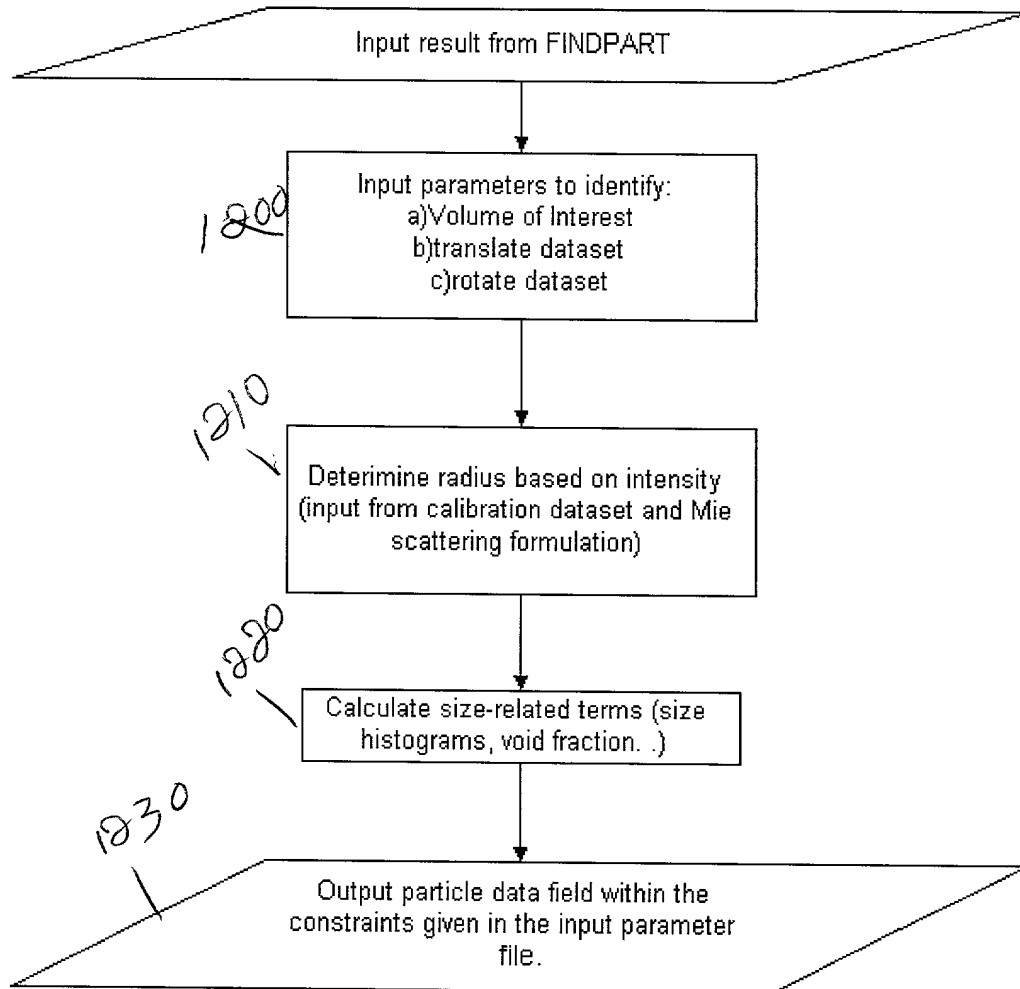 Input result from FINDPART
Input parameters to identify:
a)Volume of Interest
b)translate dataset
c)rotate dataset
1200
Deterimine radius based on intensity
(input from calibration dataset and Mie
scattering formulation)
1210
Calculate size-related terms (size
histograms, void fraction. .)
1220
Output particle data field within the
constraints given in the input parameter
file.
1230